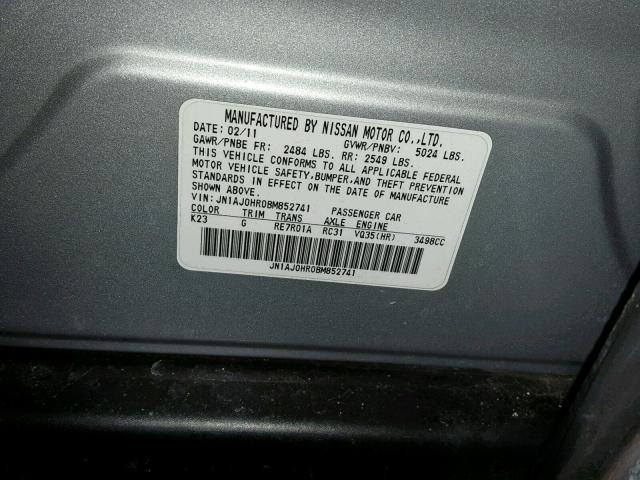 MANUFACTURED BY NISSAN MOTOR CO.,LTD.
DATE: 02/11 GVWR/PNBV: 5024 LBS.
GAWR/PNBE FR: 2484 LBS. RR: 2549 LBS.
THIS VEHICLE CONFORMS TO ALL APPLICABLE FEDERAL
MOTOR VEHICLE SAFETY,BUMPER,AND THEFT PREVENTION
STANDARDS IN EFFECT ON THE DATE OF MANUFACTURE
SHOWN ABOVE.
VIN: JN1AJ0HR0BM852741 PASSENGER CAR
COLOR TRIM TRANS AXLE ENGINE
K23 G RE7R01A RC31 VQ35(HR) 3498CC
JN1AJ0HR0BM852741